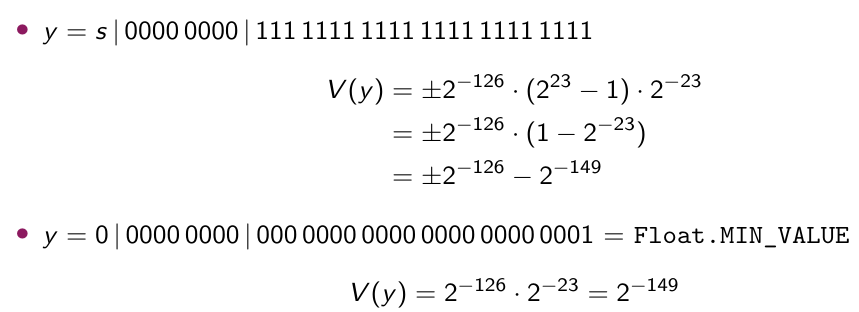 • y = s | 0000 0000 | 111 1111 1111 1111 1111 1111
V(y) = ±2⁻¹²⁶ · (2²³ − 1) · 2⁻²³
= ±2⁻¹²⁶ · (1 − 2⁻²³)
= ±2⁻¹²⁶ − 2⁻¹⁴⁹
• y = 0 | 0000 0000 | 000 0000 0000 0000 0000 0001 = Float.MIN_VALUE
V(y) = 2⁻¹²⁶ · 2⁻²³ = 2⁻¹⁴⁹